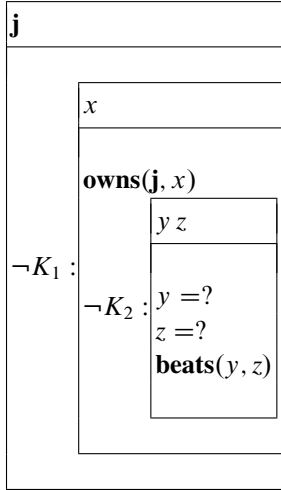 j
x
owns(j, x)
y z
¬K₁ :
¬K₂ :
y =?
z =?
beats(y, z)